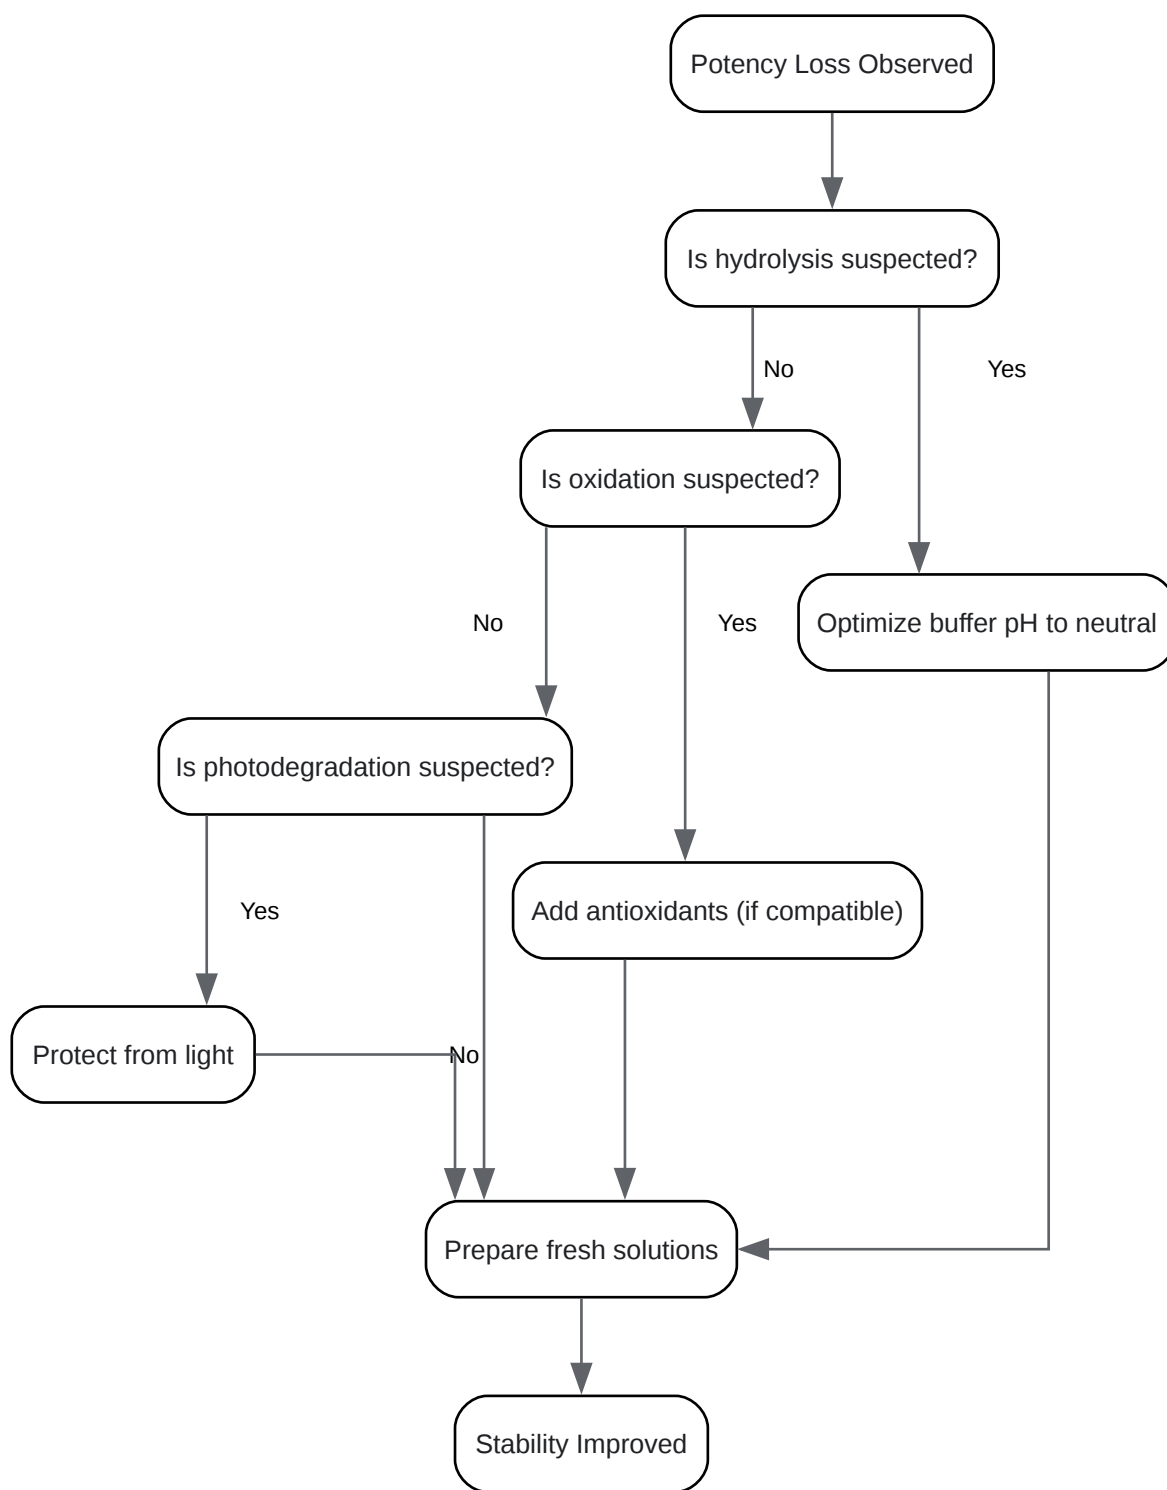 Potency Loss Observed
Is hydrolysis suspected?
No
Yes
Is oxidation suspected?
No
Yes
Optimize buffer pH to neutral
Is photodegradation suspected?
Yes
Add antioxidants (if compatible)
Protect from light
No
Prepare fresh solutions
Stability Improved